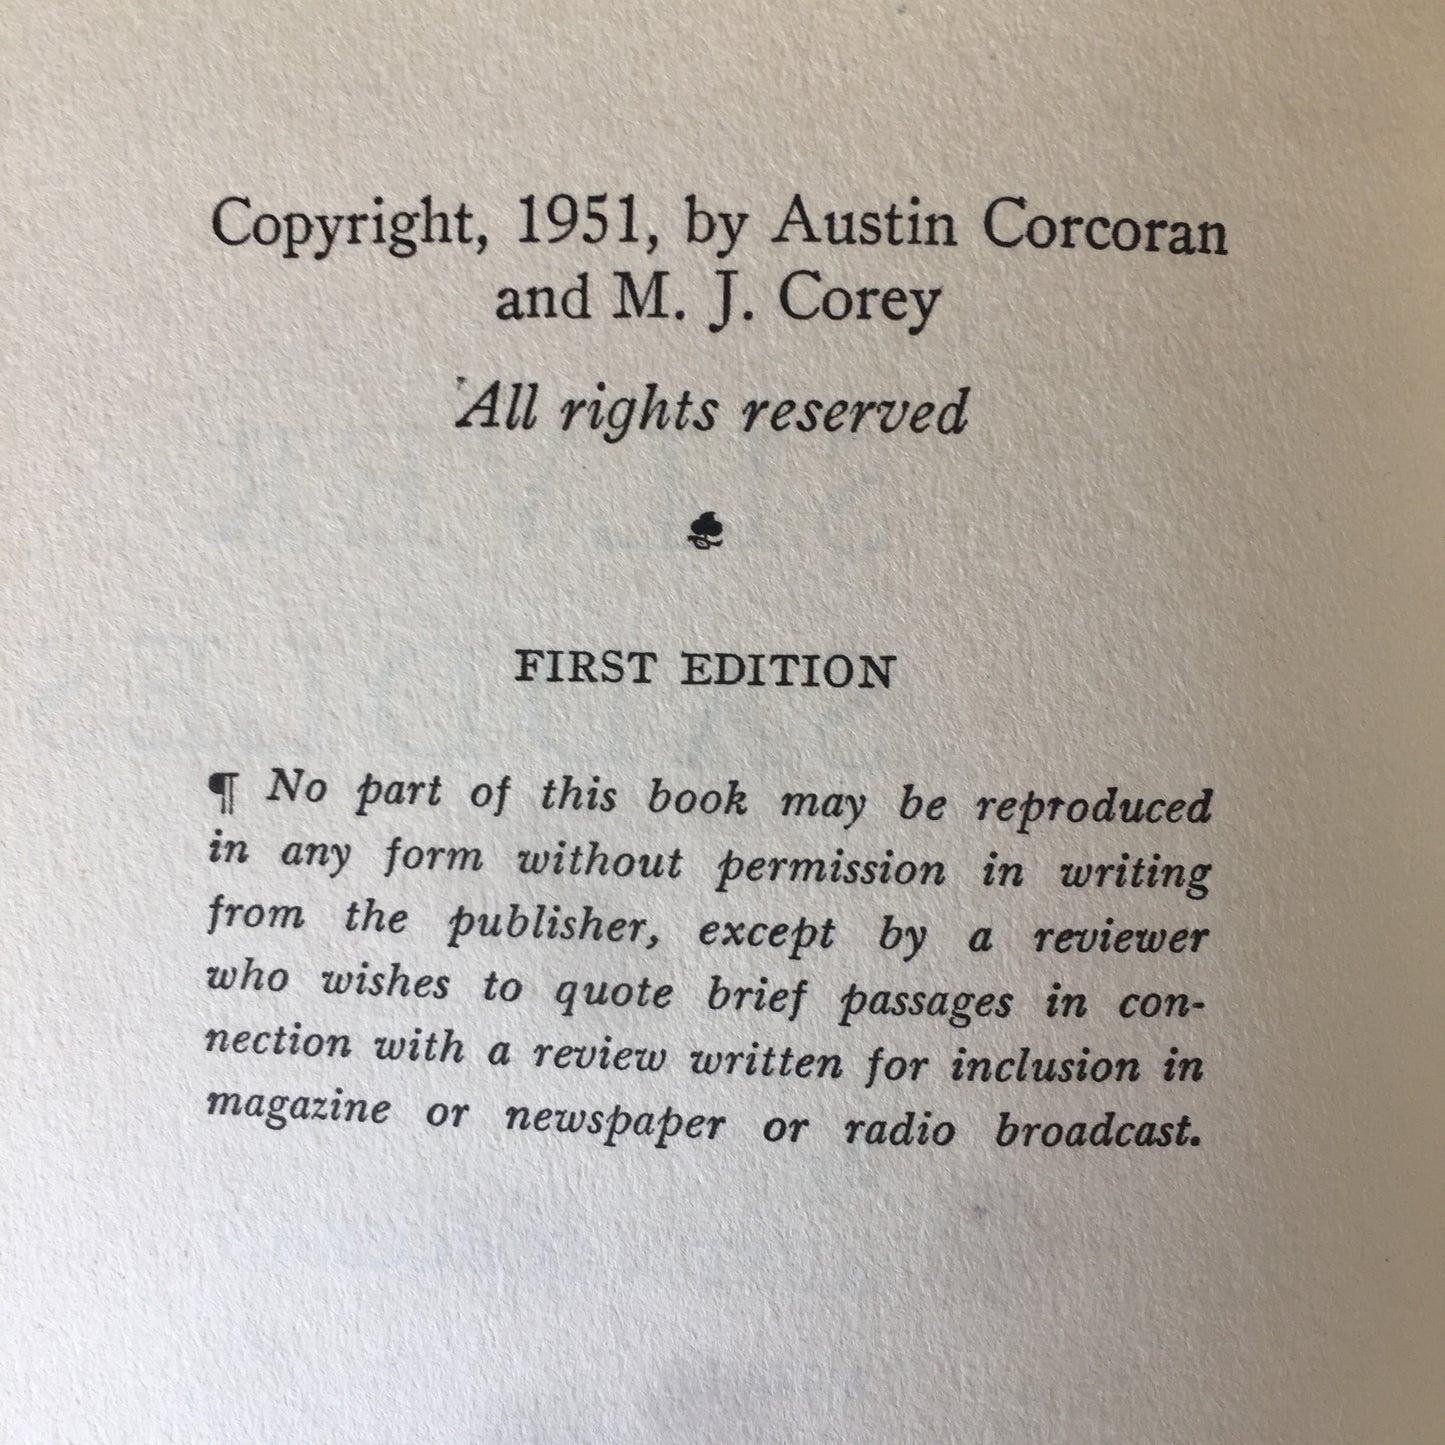 Copyright, 1951, by Austin Corcoran
and M. J. Corey
All rights reserved
FIRST EDITION
¶ No part of this book may be reproduced
in any form without permission in writing
from the publisher, except by a reviewer
who wishes to quote brief passages in con-
nection with a review written for inclusion in
magazine or newspaper or radio broadcast.